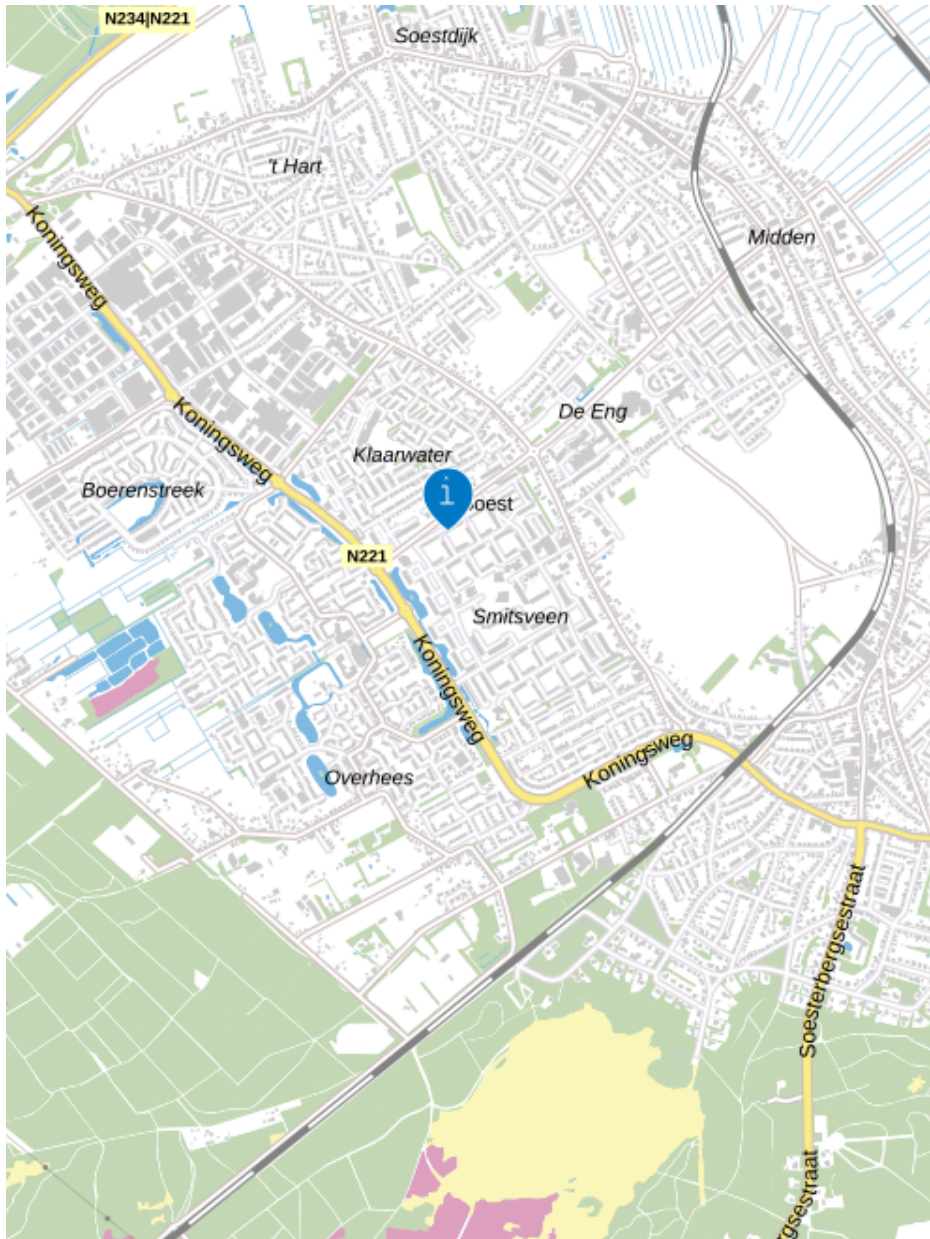 N234|N221
Soestdijk
't Hart
Koningsweg
Midden
Koningsweg
De Eng
Klaarwater
Boerenstreek
i
oest
N221
Smitsveen
Koningsweg
Koningsweg
Overhees
Soesterbergsestraat
rgsestraat